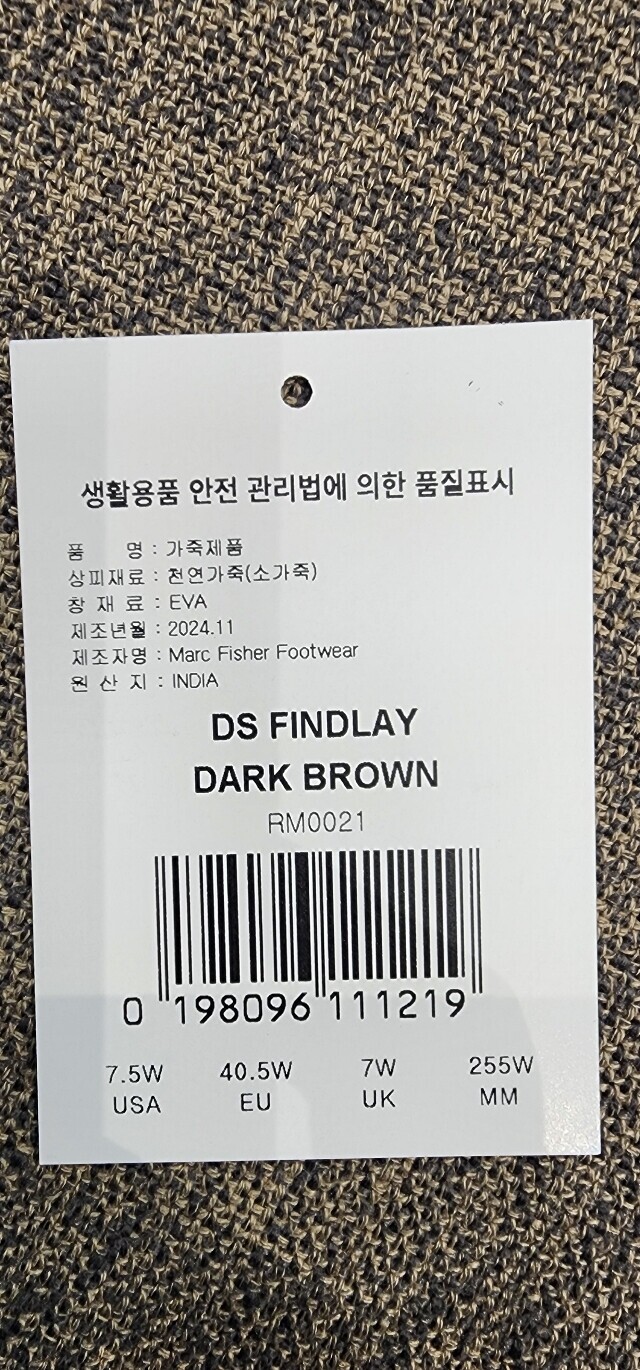 생활용품 안전 관리법에 의한 품질표시
품 명 : 가죽제품
상피재료 : 천연가죽(소가죽)
창 재 료 : EVA
제조년월 : 2024.11
제조자명 : Marc Fisher Footwear
원 산 지 : INDIA
DS FINDLAY
DARK BROWN
RM0021
0 198096 111219
7.5W 40.5W 7W 255W
USA EU UK MM